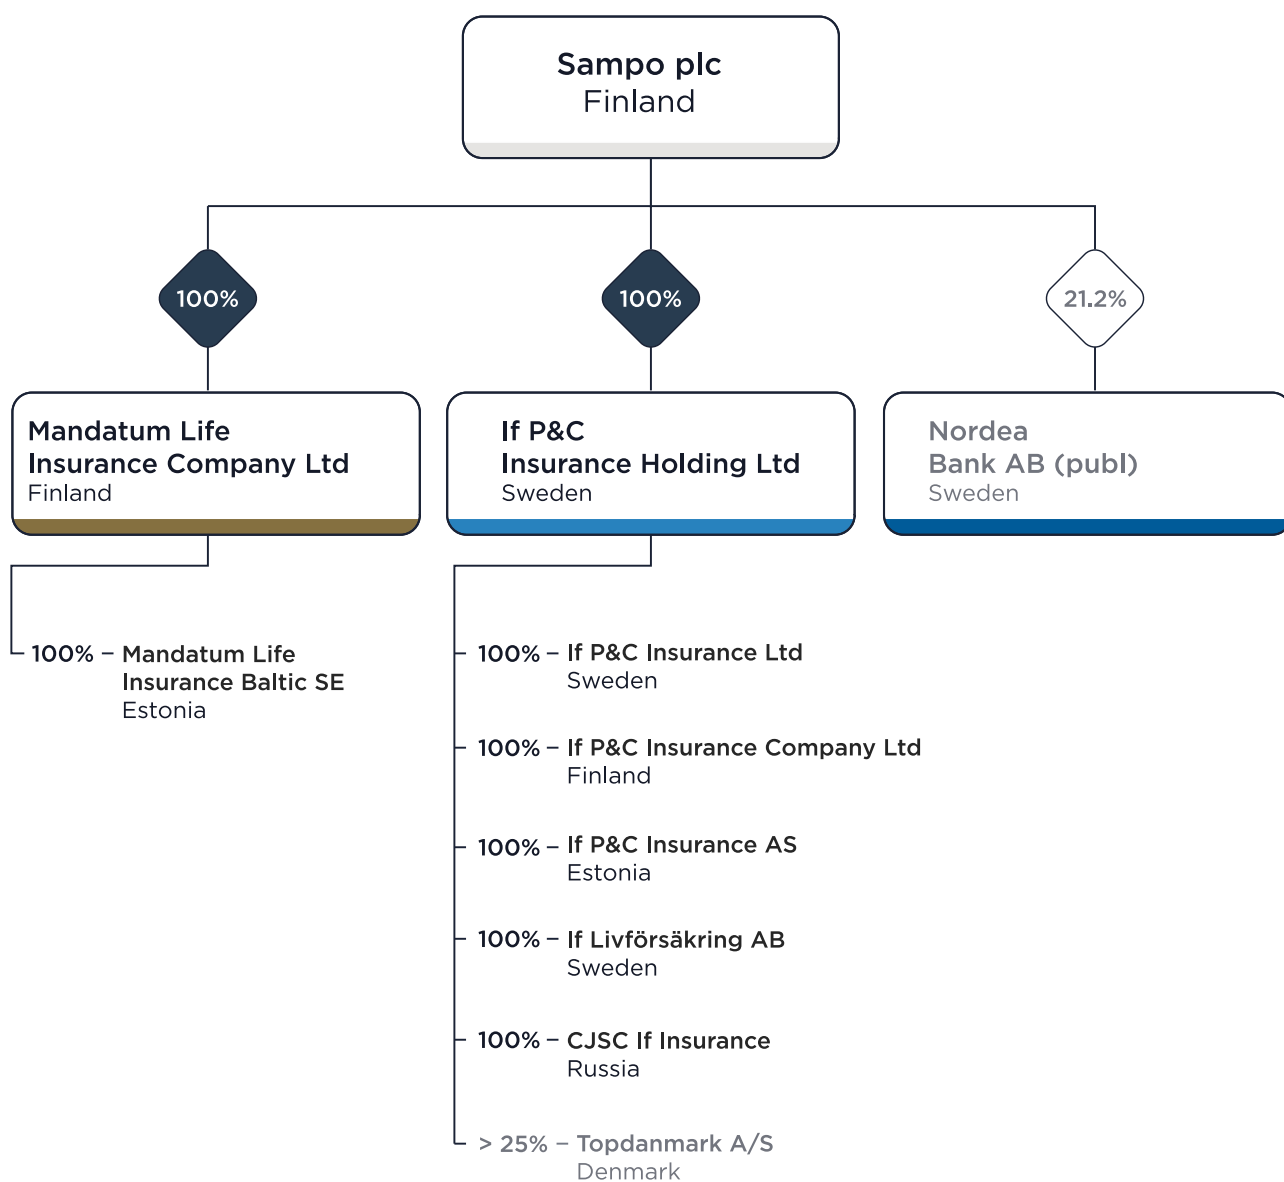 Sampo plc
Finland
100%
100%
21.2%
Mandatum Life
Insurance Company Ltd
Finland
If P&C
Insurance Holding Ltd
Sweden
Nordea
Bank AB (publ)
Sweden
100% – Mandatum Life
Insurance Baltic SE
Estonia
100% – If P&C Insurance Ltd
Sweden
100% – If P&C Insurance Company Ltd
Finland
100% – If P&C Insurance AS
Estonia
100% – If Livförsäkring AB
Sweden
100% – CJSC If Insurance
Russia
> 25% – Topdanmark A/S
Denmark